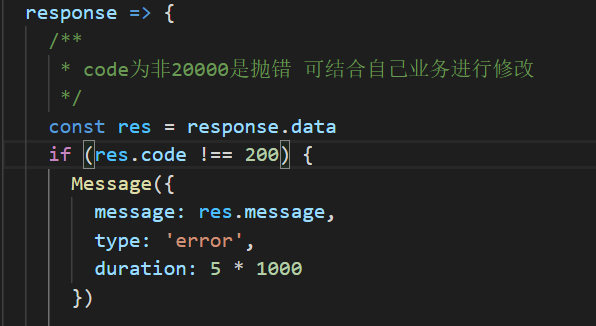 response => {
/**
* code为非20000是抛错 可结合自己业务进行修改
*/
const res = response.data
if (res.code !== 200) {
Message({
message: res.message,
type: 'error',
duration: 5 * 1000
})